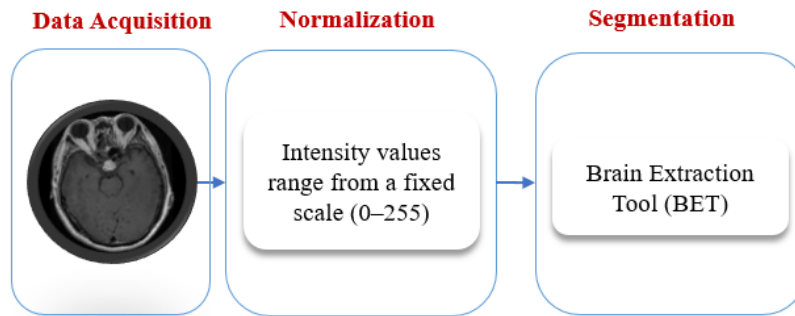 Data Acquisition
Normalization
Segmentation
Intensity values
range from a fixed
scale (0–255)
Brain Extraction
Tool (BET)